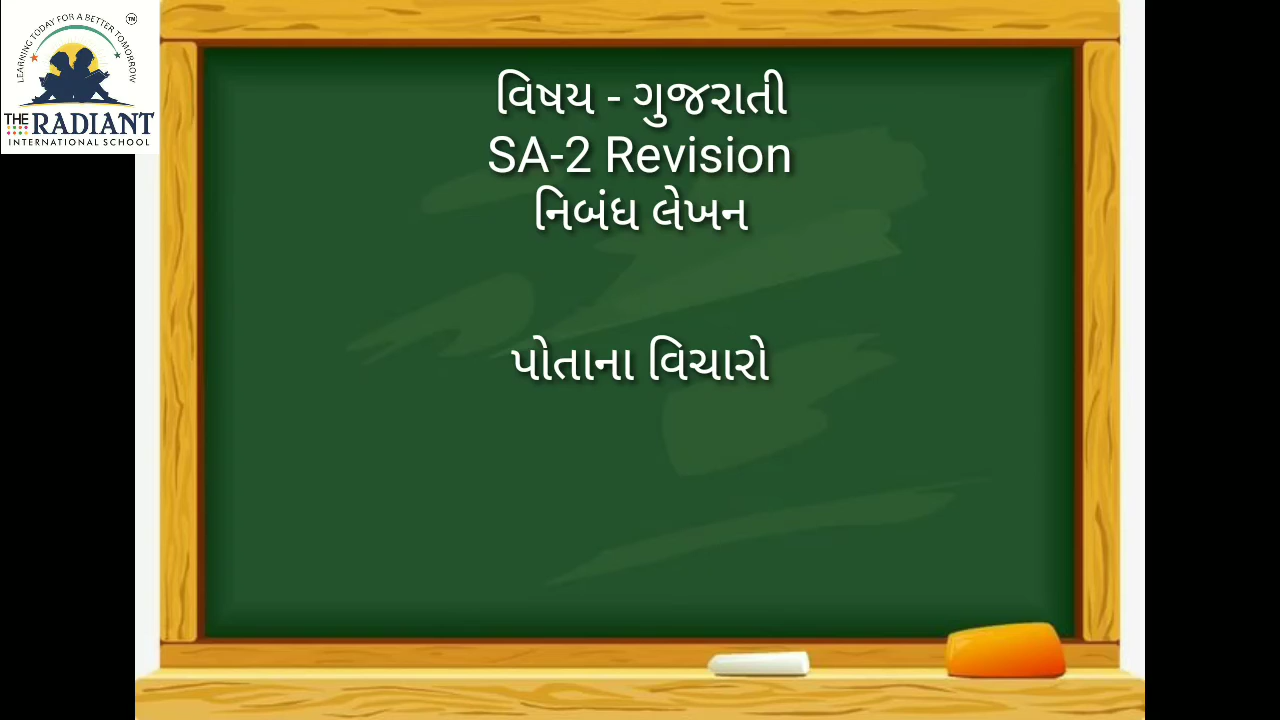 LEARNING TODAY FOR A BETTER TOMORROW
TM
THE RADIANT
INTERNATIONAL SCHOOL
વિષય - ગુજરાતી
SA-2 Revision
નિબંધ લેખન
પોતાના વિચારો